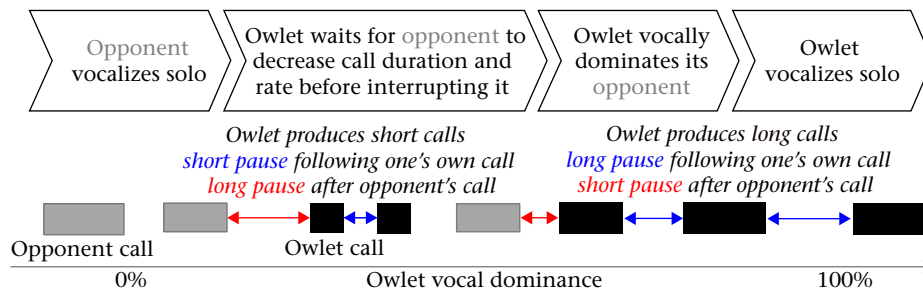 Opponent
vocalizes solo
Owlet waits for opponent to
decrease call duration and
rate before interrupting it
Owlet vocally
dominates its
opponent
Owlet
vocalizes solo
Owlet produces short calls
short pause following one's own call
long pause after opponent's call
Owlet produces long calls
long pause following one's own call
short pause after opponent's call
Opponent call
Owlet call
0%
Owlet vocal dominance
100%